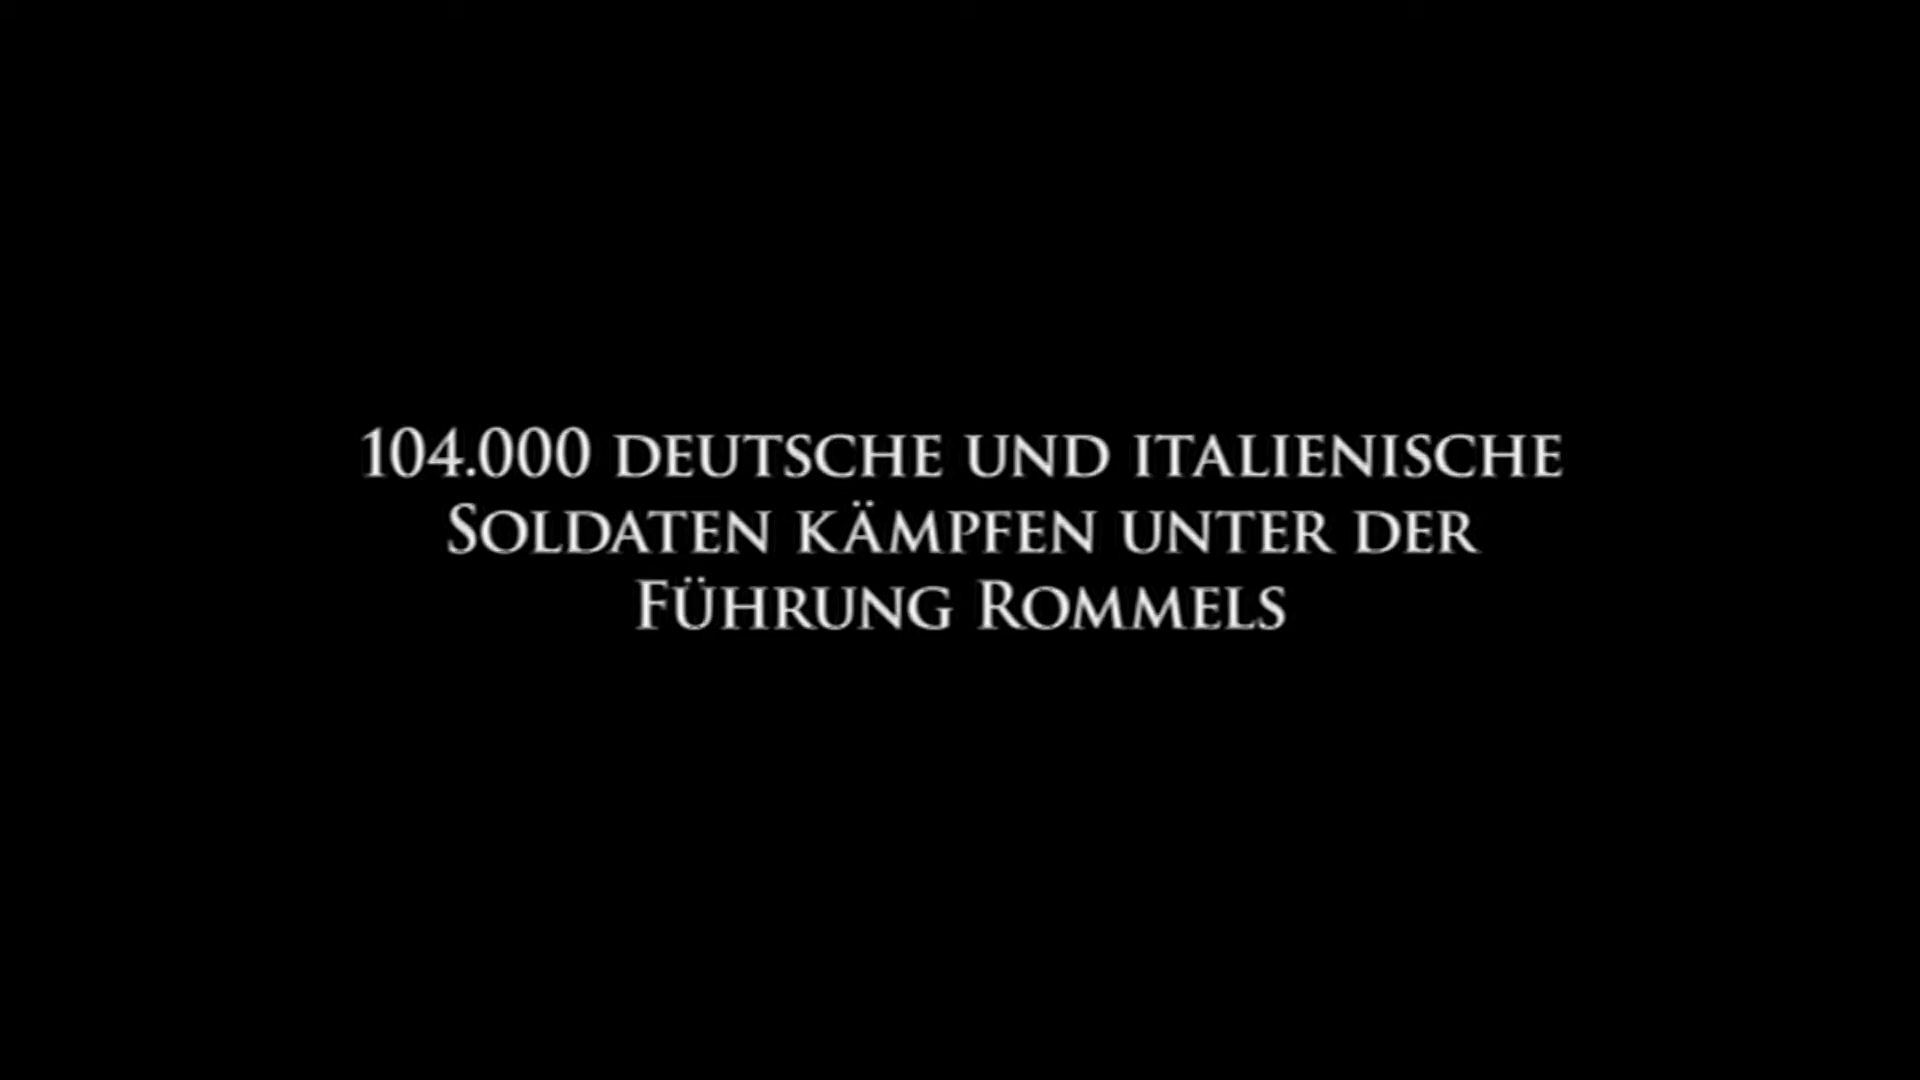 104.000 deutsche und italienische
Soldaten kämpfen unter der
Führung Rommels